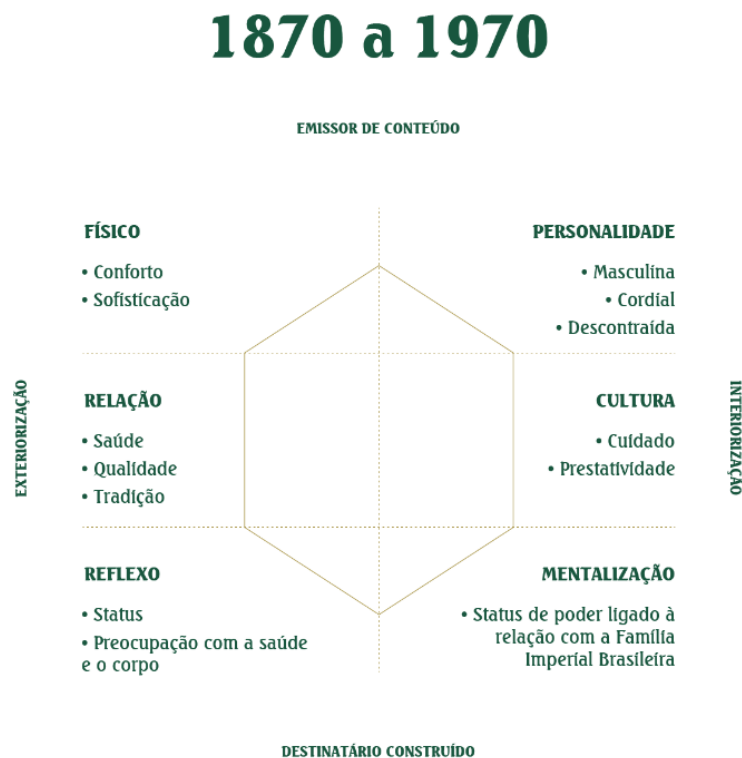 1870 a 1970
EMISSOR DE CONTEÚDO
FÍSICO
• Conforto
• Sofisticação
PERSONALIDADE
• Masculina
• Cordial
• Descontraída
EXTERIORIZAÇÃO
RELAÇÃO
• Saúde
• Qualidade
• Tradição
CULTURA
• Cuidado
• Prestatividade
INTERIORIZAÇÃO
REFLEXO
• Status
• Preocupação com a saúde
e o corpo
MENTALIZAÇÃO
• Status de poder ligado à
relação com a Família
Imperial Brasileira
DESTINATÁRIO CONSTRUÍDO